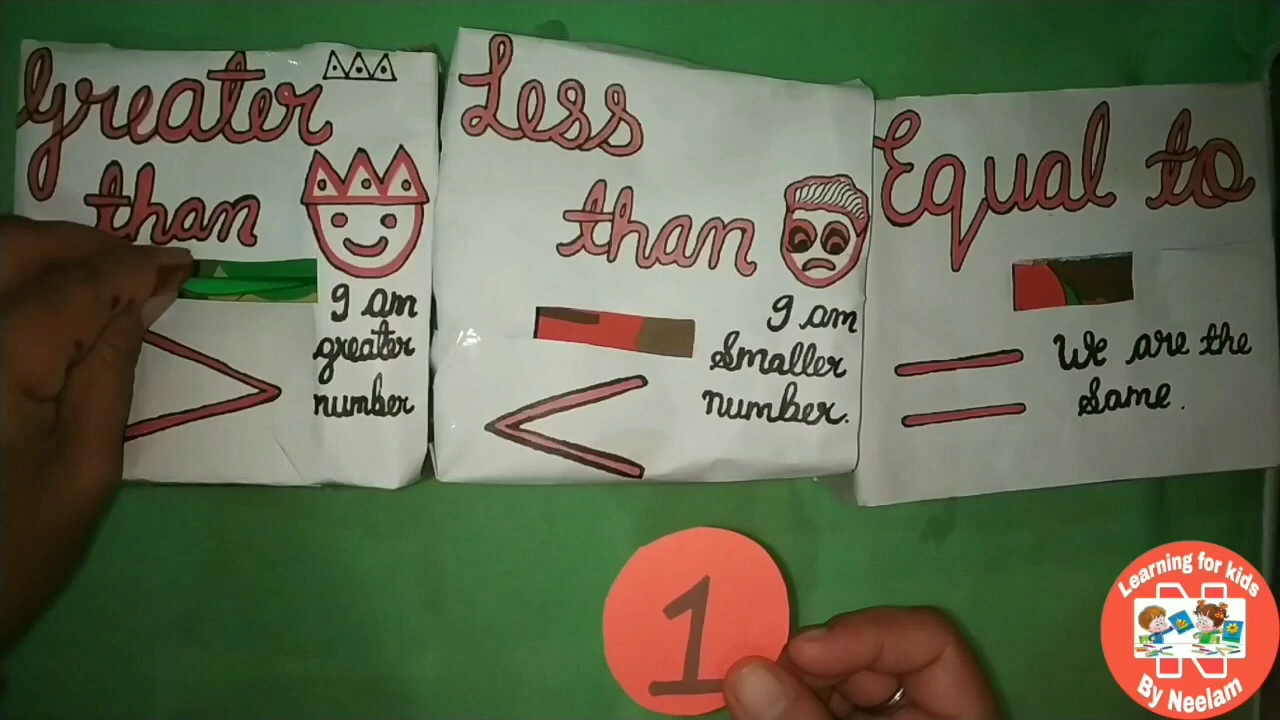 Greater
than
I am
greater
number
>
Less
than
I am
Smaller
number.
<
Equal to
We are the
Same.
=
1
Learning for kids
N
By Neelam